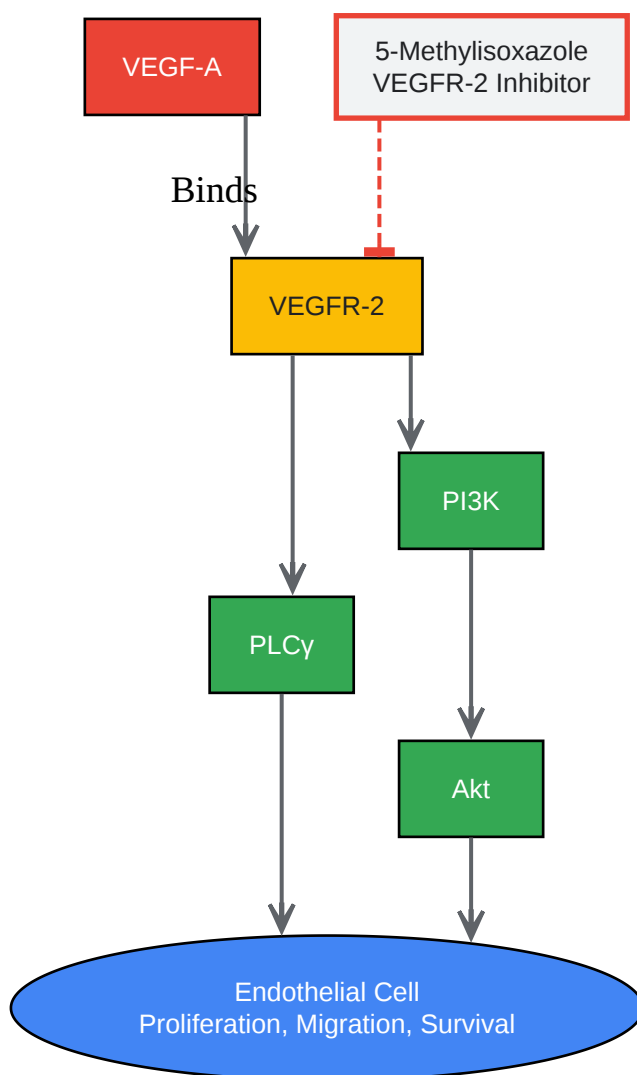 VEGF-A
5-Methylisoxazole
VEGFR-2 Inhibitor
Binds
VEGFR-2
PI3K
PLCγ
Akt
Endothelial Cell
Proliferation, Migration, Survival